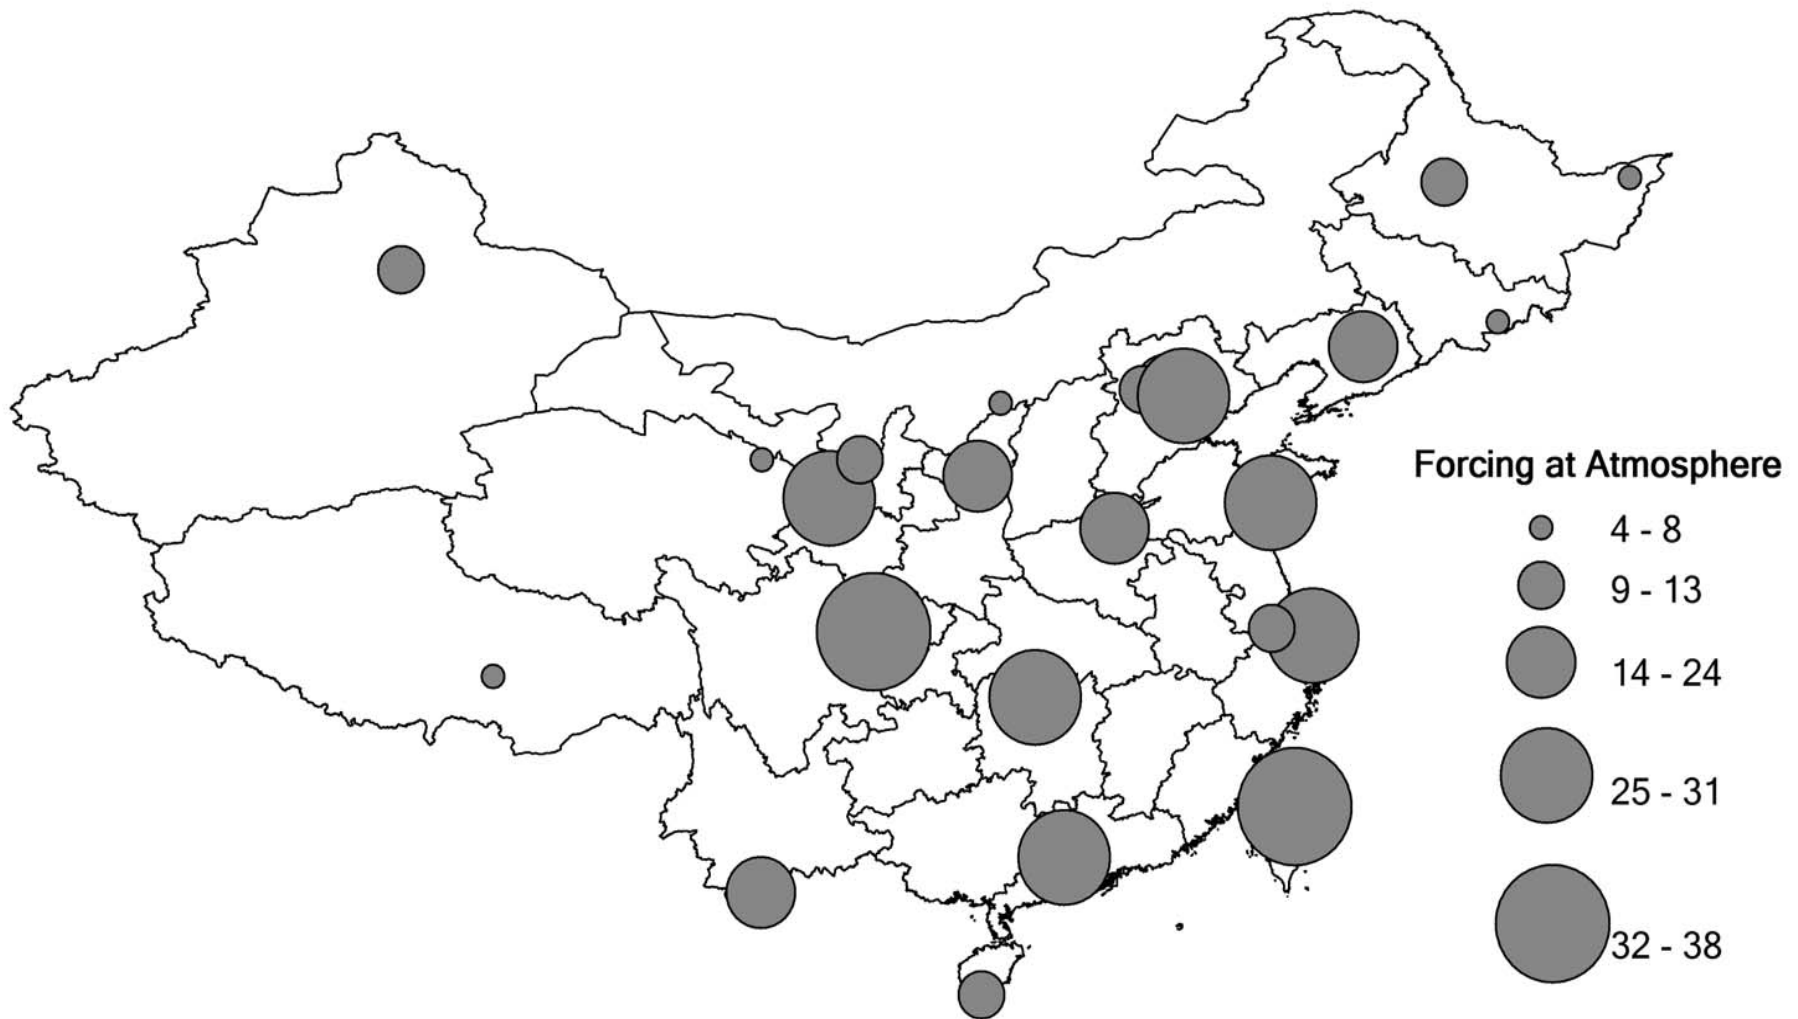 Forcing at Atmosphere
4 - 8
9 - 13
14 - 24
25 - 31
32 - 38